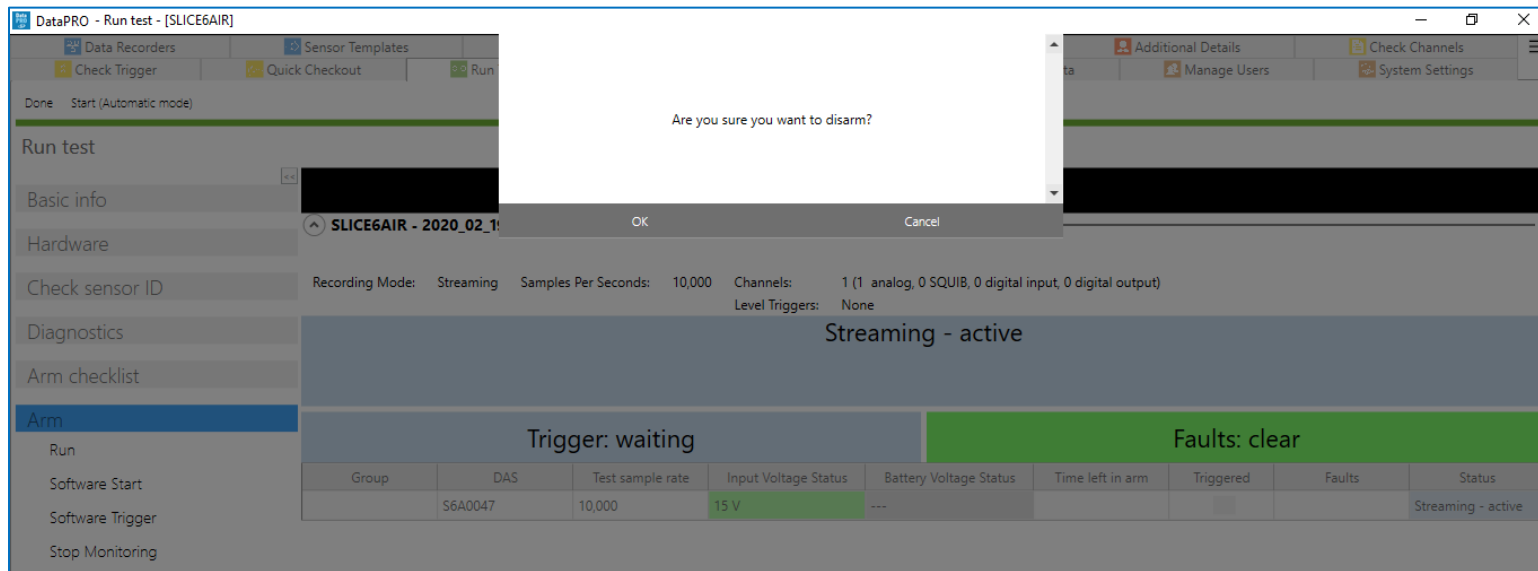 DataPRO - Run test - [SLICE6AIR]
Data Recorders Sensor Templates Additional Details Check Channels
Check Trigger Quick Checkout Run ta Manage Users System Settings
Done Start (Automatic mode)
Are you sure you want to disarm?
OK Cancel
Run test
<<
Basic info
Hardware
Check sensor ID
Diagnostics
Arm checklist
Arm
Run
Software Start
Software Trigger
Stop Monitoring
SLICE6AIR - 2020_02_19
Recording Mode: Streaming Samples Per Seconds: 10,000 Channels: 1 (1 analog, 0 SQUIB, 0 digital input, 0 digital output)
Level Triggers: None
Streaming - active
Trigger: waiting Faults: clear
Group DAS Test sample rate Input Voltage Status Battery Voltage Status Time left in arm Triggered Faults Status
S6A0047 10,000 15 V --- Streaming - active